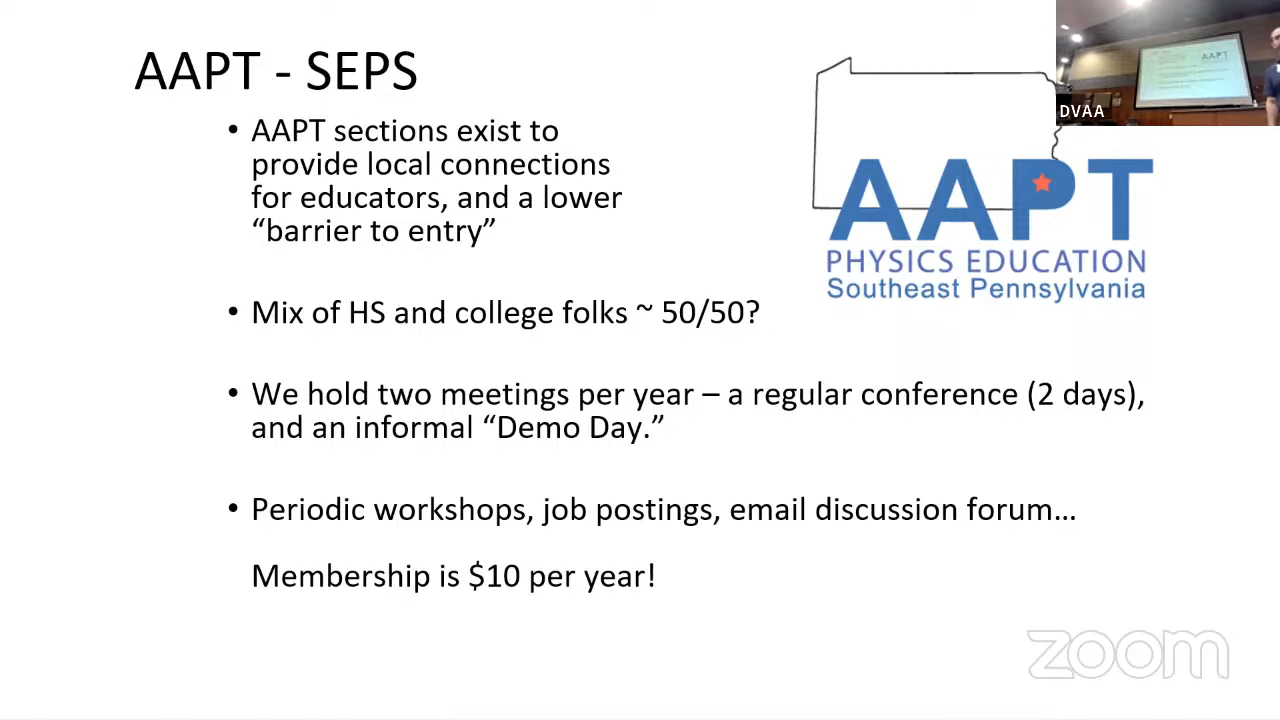 AAPT - SEPS
• AAPT sections exist to
provide local connections
for educators, and a lower
“barrier to entry”
• Mix of HS and college folks ~ 50/50?
• We hold two meetings per year – a regular conference (2 days),
and an informal “Demo Day.”
• Periodic workshops, job postings, email discussion forum…
Membership is $10 per year!
AAPT
PHYSICS EDUCATION
Southeast Pennsylvania
AAPT
DVAA
zoom